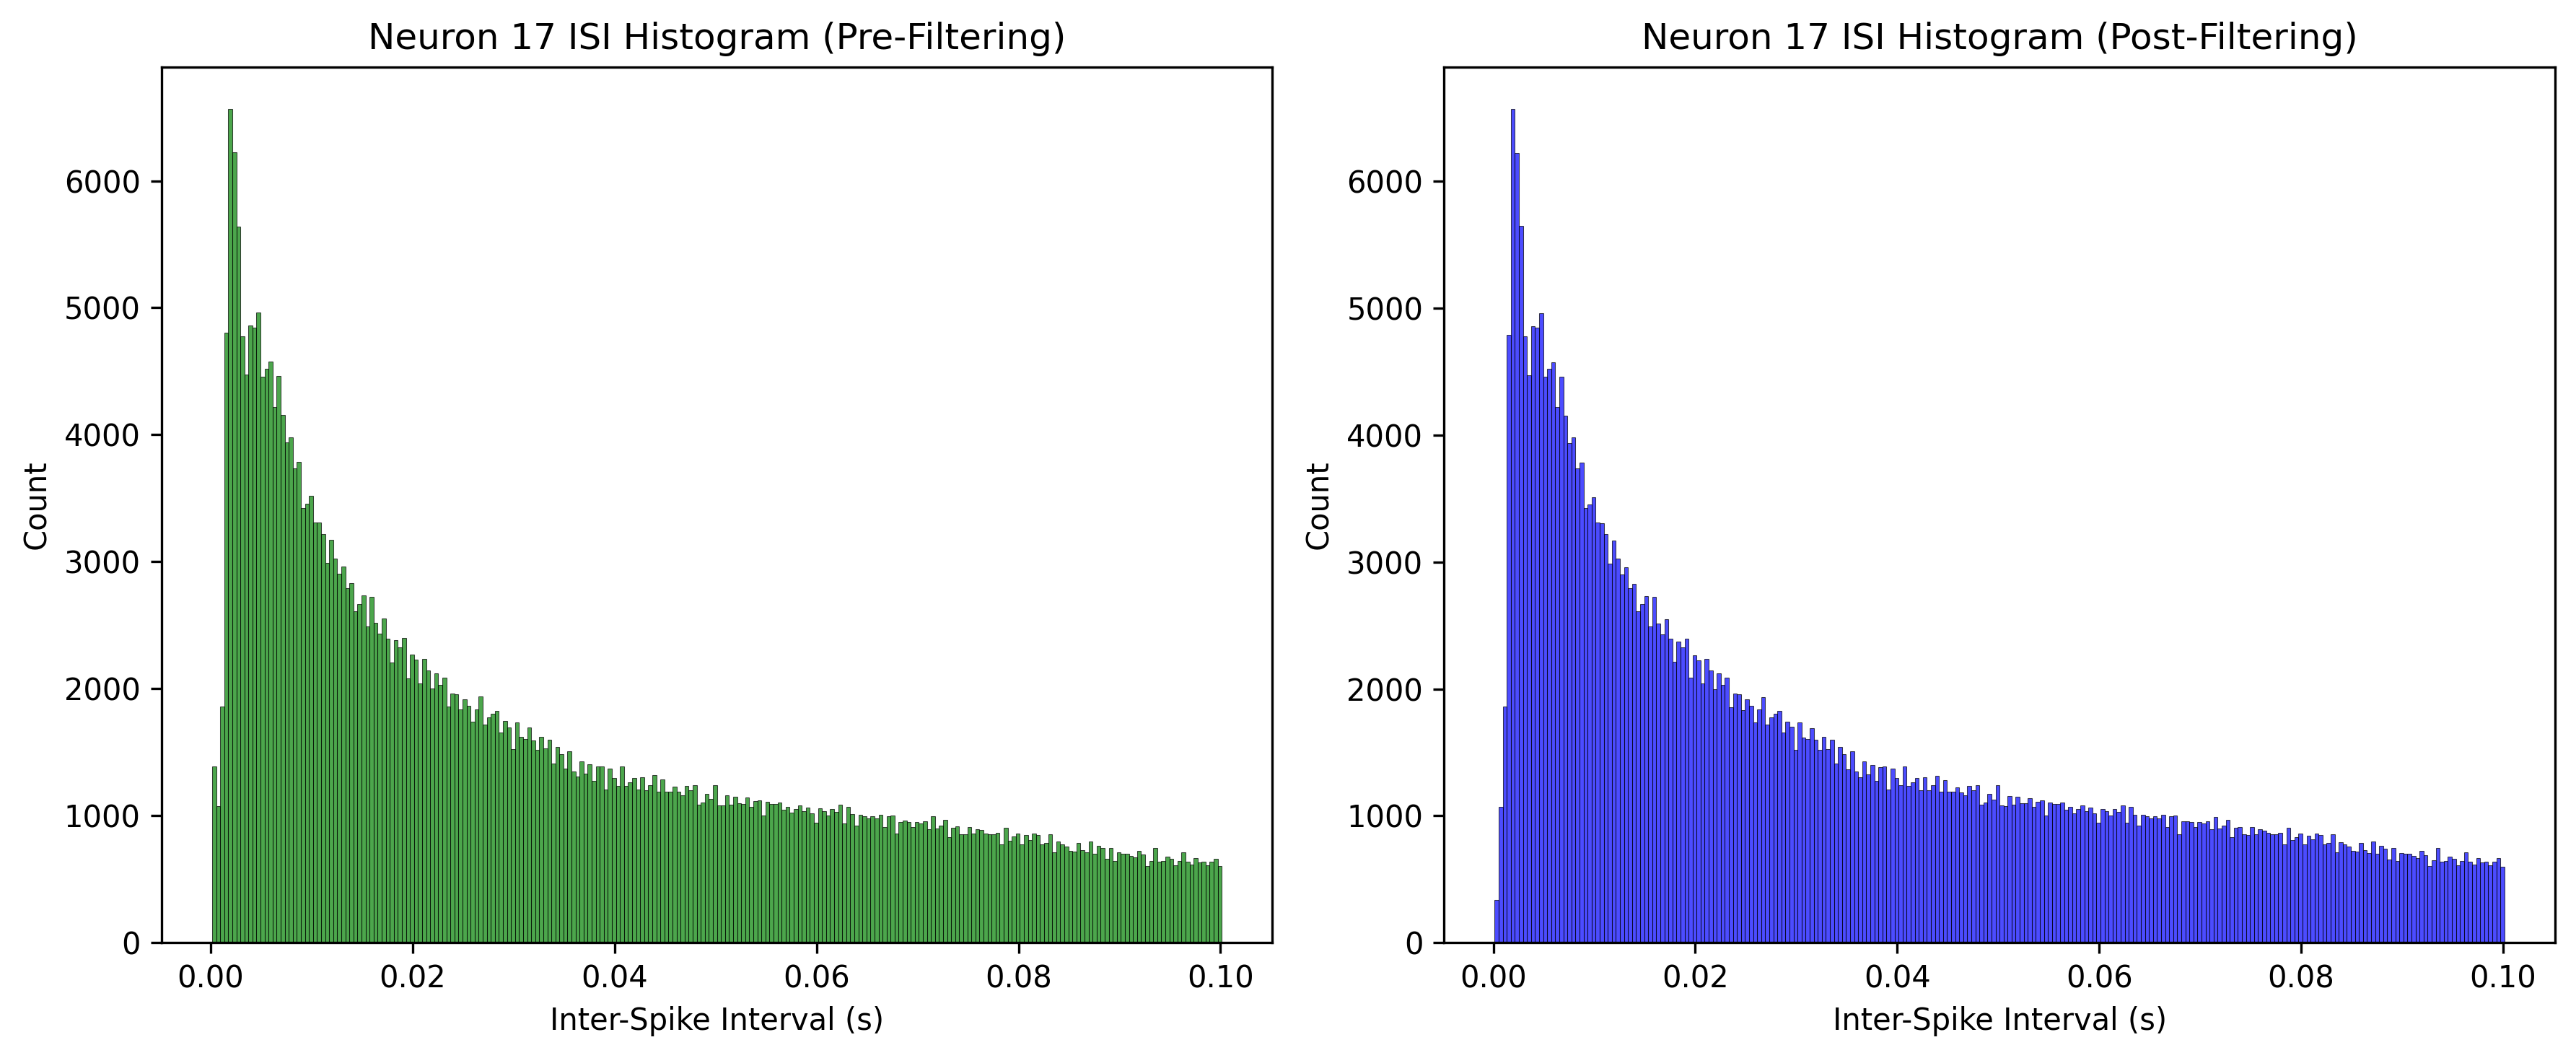 Neuron 17 ISI Histogram (Pre-Filtering)
6000
5000
4000
3000
2000
1000
0
Count
0.00 0.02 0.04 0.06 0.08 0.10
Inter-Spike Interval (s)
Neuron 17 ISI Histogram (Post-Filtering)
6000
5000
4000
3000
2000
1000
0
Count
0.00 0.02 0.04 0.06 0.08 0.10
Inter-Spike Interval (s)